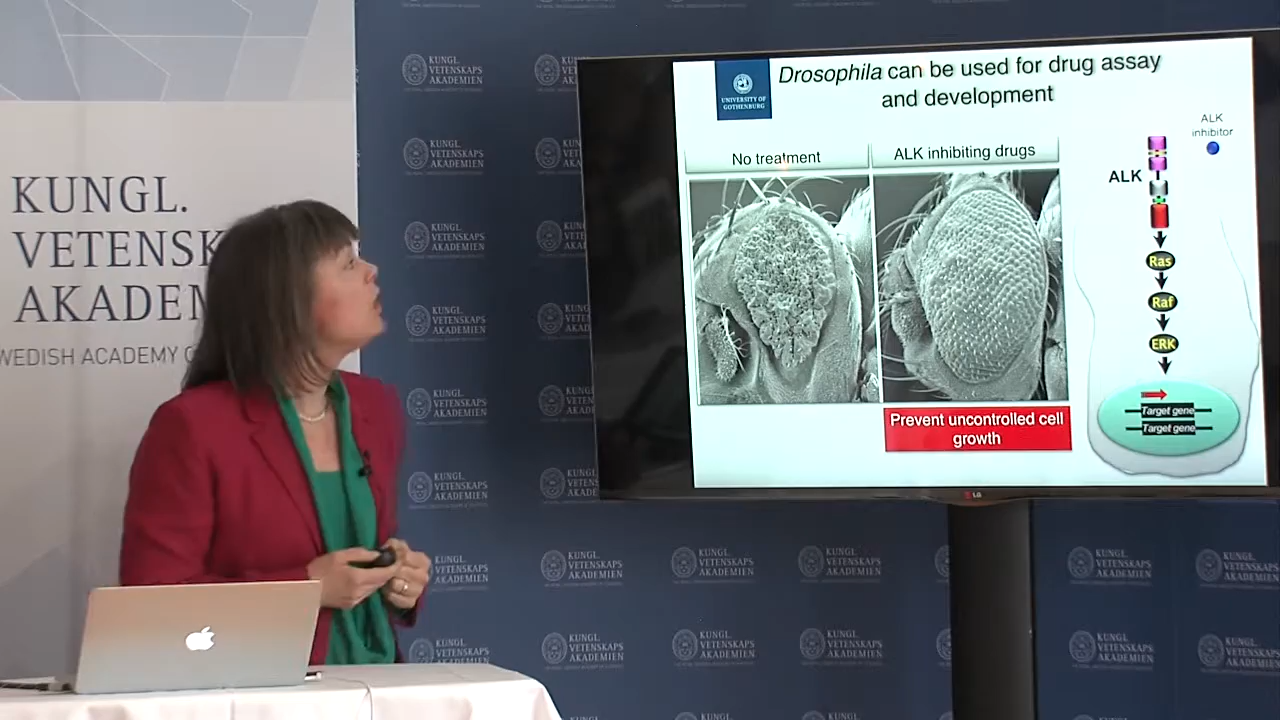 KUNGL.
VETENSK
AKADEM
WEDISH ACADEMY O
KUNGL.
VETENSKAPS
AKADEMIEN
UNIVERSITY OF
GOTHENBURG
Drosophila can be used for drug assay
and development
No treatment
ALK inhibiting drugs
Prevent uncontrolled cell
growth
ALK
inhibitor
ALK
Ras
Raf
ERK
Target gene
Target gene
LG